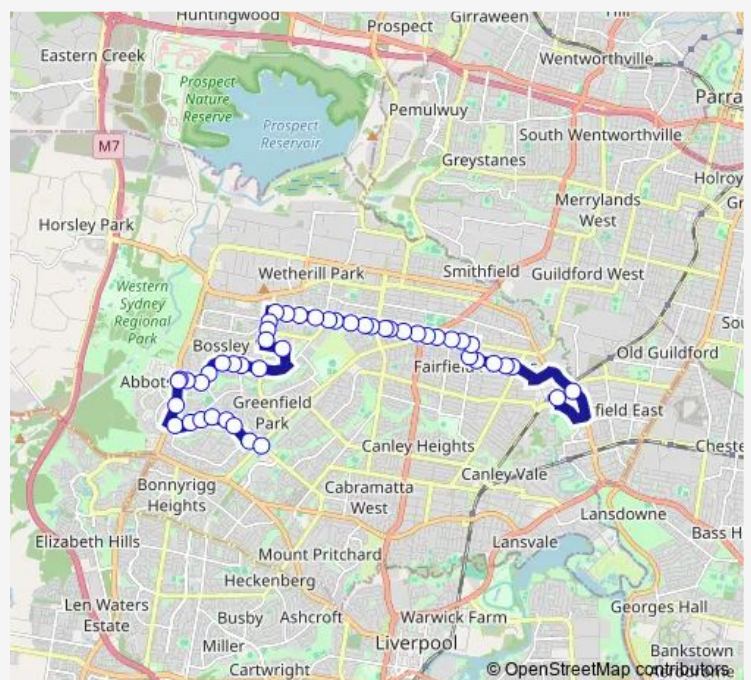 Huntingwood
Prospect
Girraween
Hill
Eastern Creek
Wentworthville
Prospect
Nature
Reserve
Prospect
Reservoir
Pemulwuy
Parra
M7
South Wentworthville
Greystanes
Holroy
Gr
Merrylands
West
Horsley Park
Wetherill Park
Smithfield
Guildford West
Western
Sydney
Regional
Park
Sou
Bossley
Old Guildford
Abbot
Fairfield
Greenfield
Park
field East
Canley Heights
Cheste
Canley Vale
Bonnyrigg
Heights
Cabramatta
West
Lansdowne
Bass H
Elizabeth Hills
Lansvale
Mount Pritchard
Heckenberg
Len Waters
Estate
Busby
Ashcroft
Warwick Farm
Georges Hall
Miller
Liverpool
Bankstown
Cartwright
© OpenStreetMap contributors